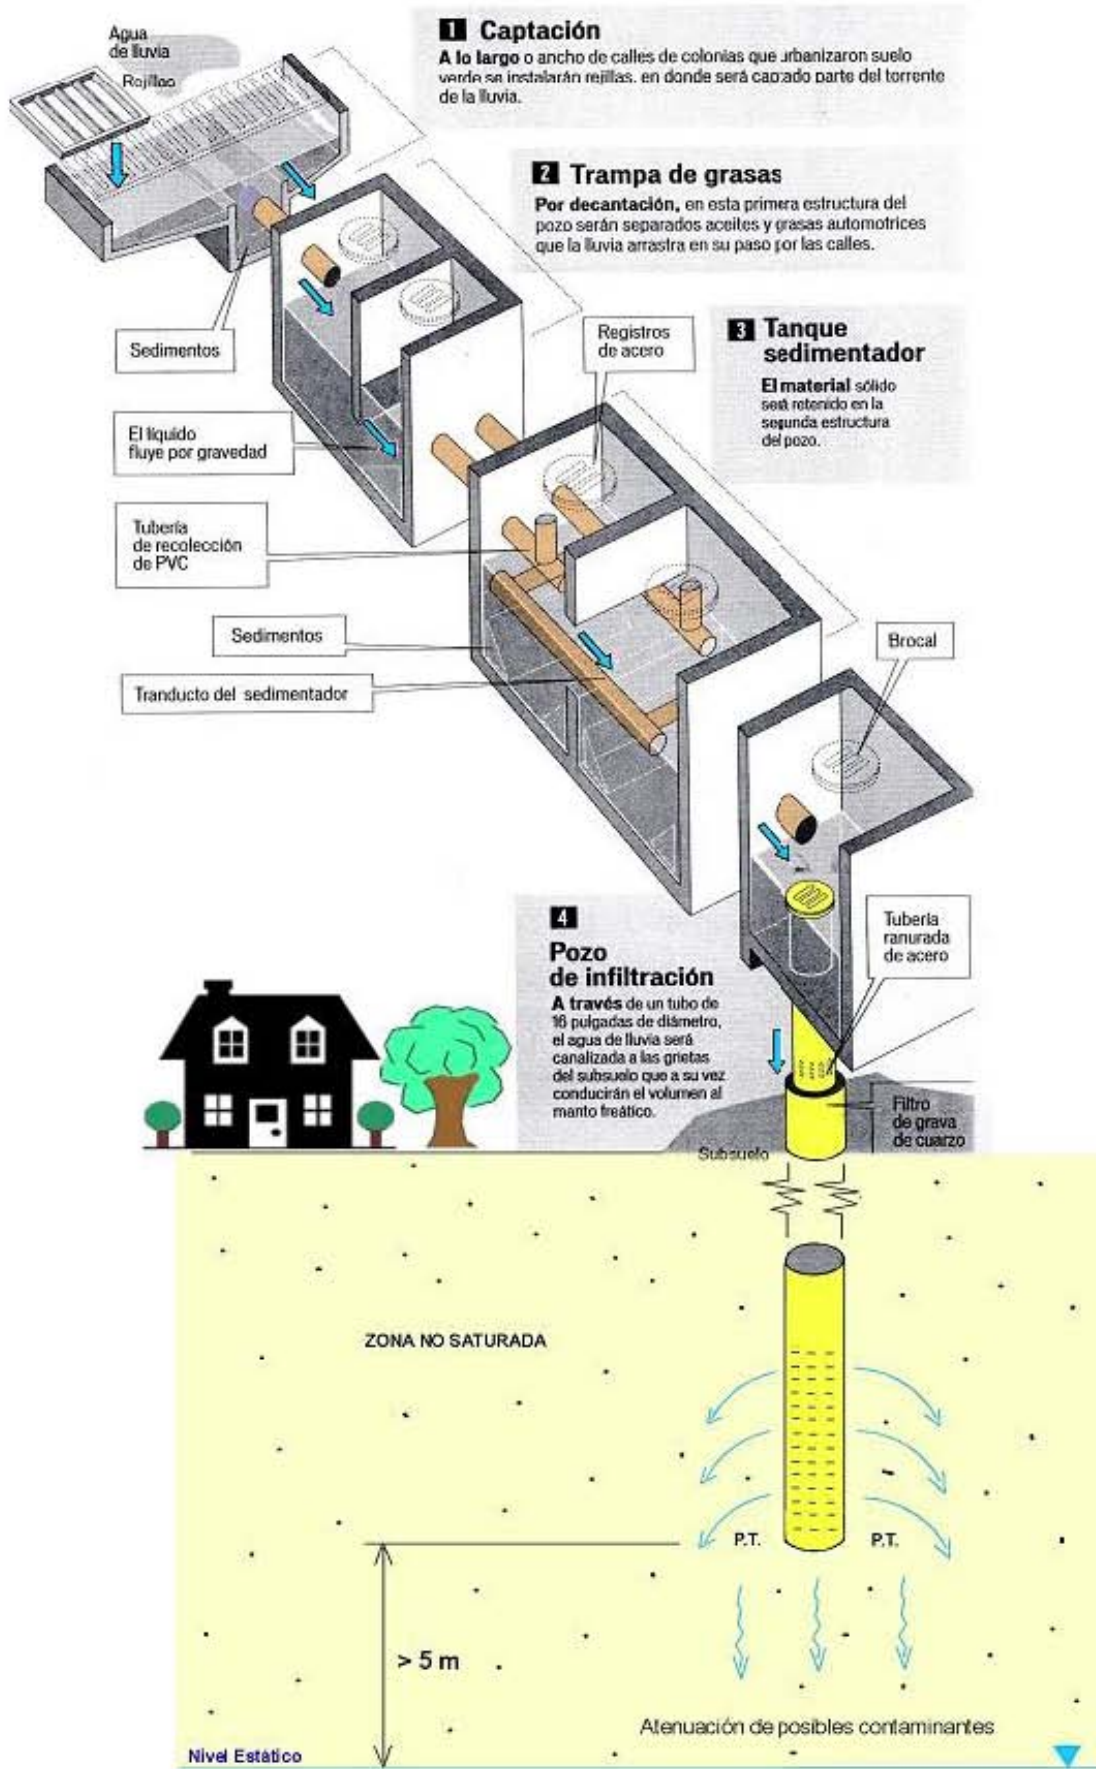 Agua
de lluvia
Rejillas
1 Captación
A lo largo o ancho de calles de colonias que urbanizaron suelo
verde se instalarán rejillas, en donde será captado parte del torrente
de la lluvia.
2 Trampa de grasas
Por decantación, en esta primera estructura del
pozo serán separados aceites y grasas automotrices
que la lluvia arrastra en su paso por las calles.
Sedimentos
Registros
de acero
3 Tanque
sedimentador
El material sólido
será retenido en la
segunda estructura
del pozo.
El líquido
fluye por gravedad
Tubería
de recolección
de PVC
Sedimentos
Tranducto del sedimentador
Brocal
4
Pozo
de infiltración
A través de un tubo de
16 pulgadas de diámetro,
el agua de lluvia será
canalizada a las grietas
del subsuelo que a su vez
conducirán el volumen al
manto freático.
Tubería
ranurada
de acero
Filtro
de grava
de cuarzo
Subsuelo
ZONA NO SATURADA
P.T.
P.T.
> 5 m
Atenuación de posibles contaminantes
Nivel Estático